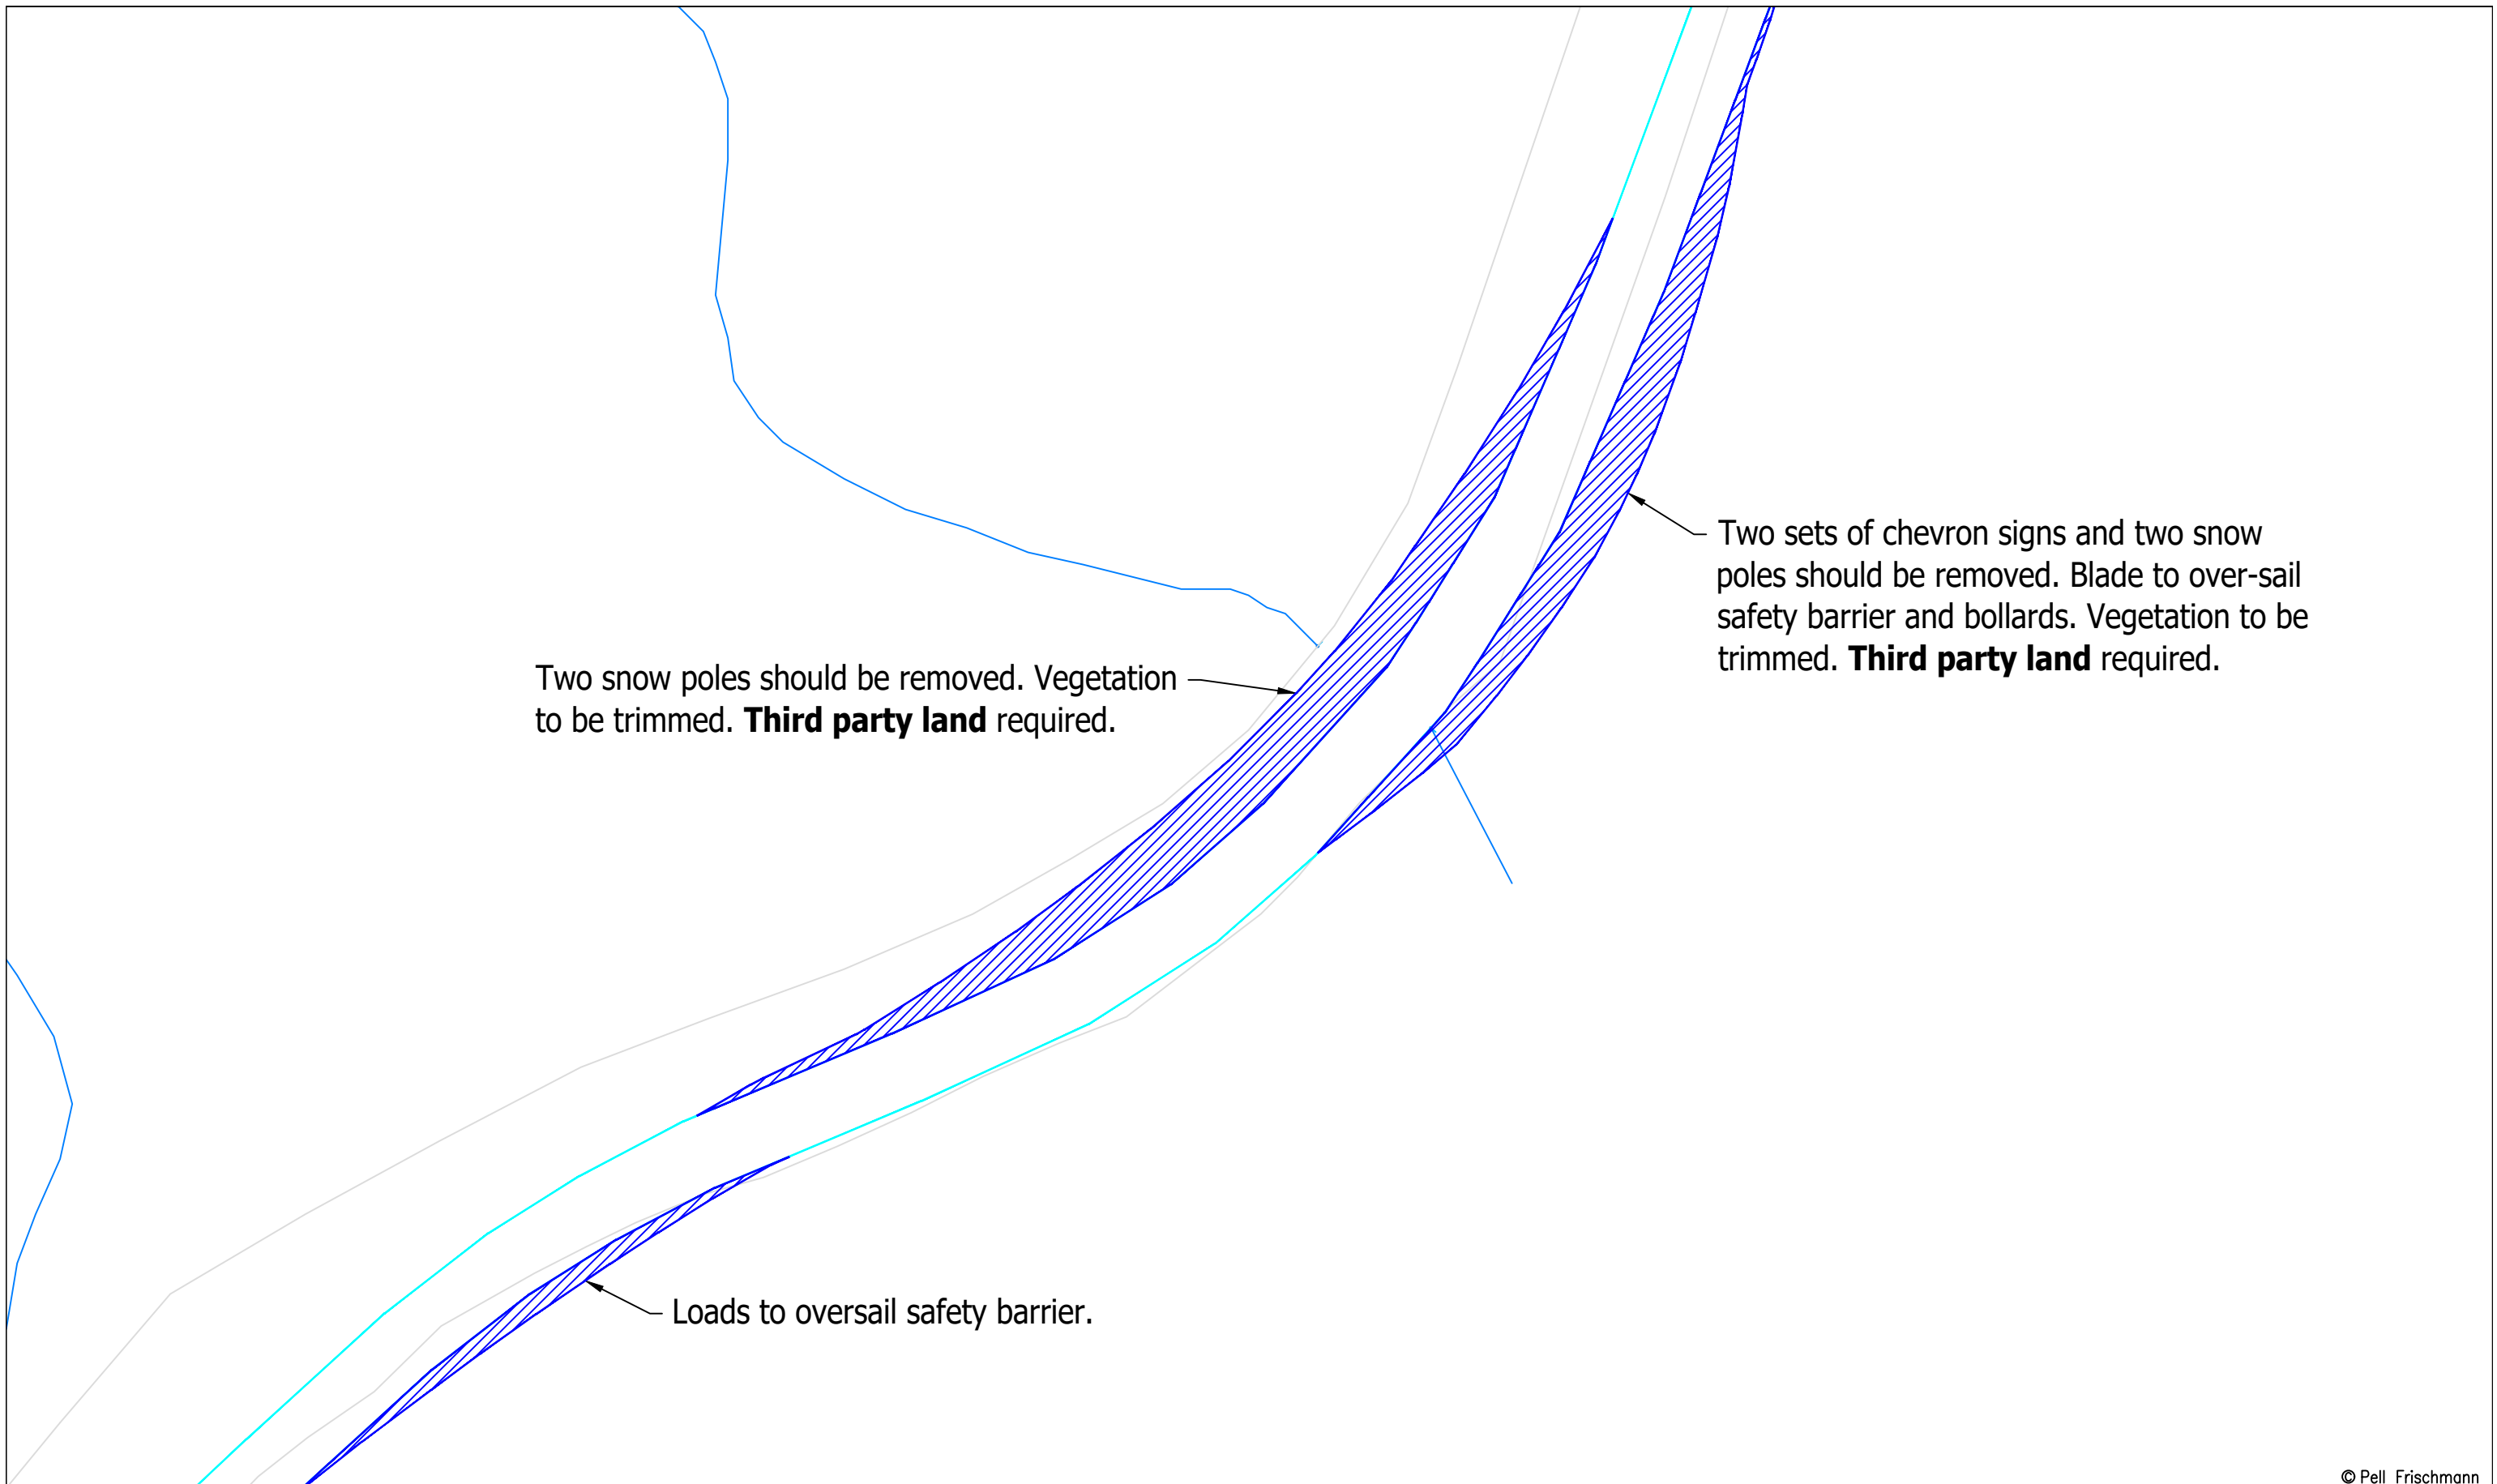 Two sets of chevron signs and two snow
poles should be removed. Blade to over-sail
safety barrier and bollards. Vegetation to be
trimmed. Third party land required.
Two snow poles should be removed. Vegetation
to be trimmed. Third party land required.
Loads to oversail safety barrier.
© Pell Frischmann